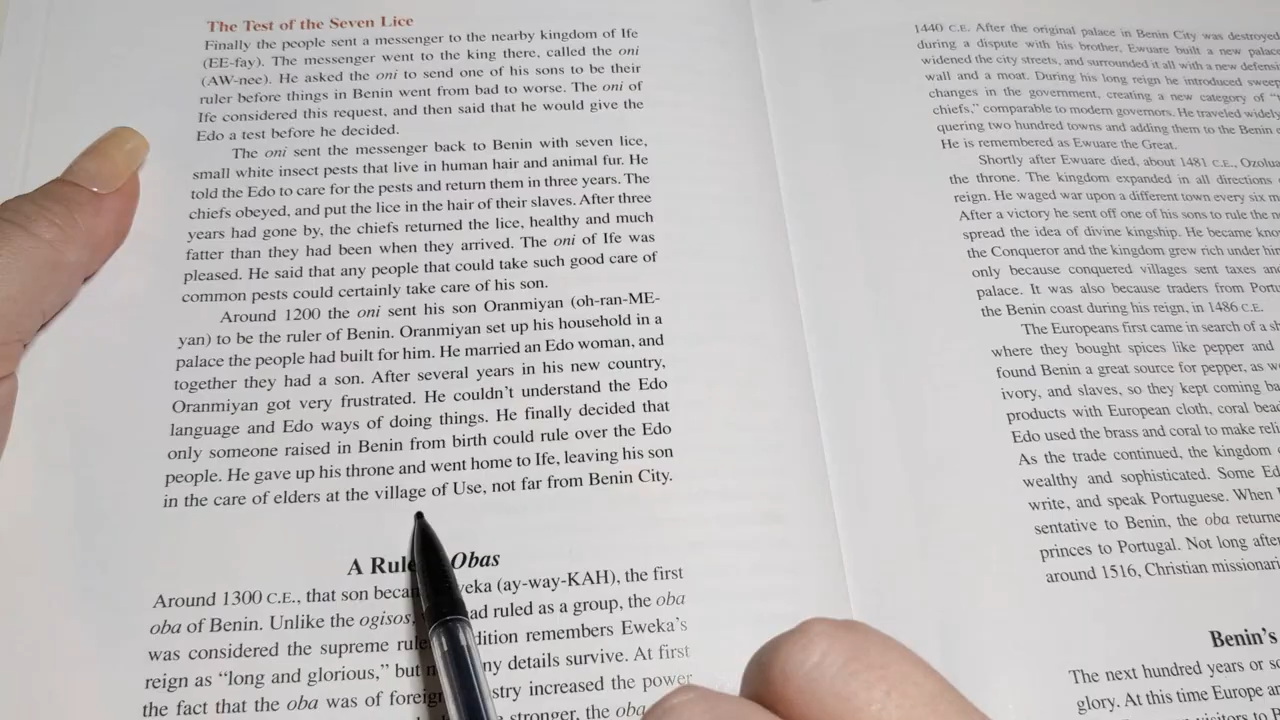 The Test of the Seven Lice
Finally the people sent a messenger to the nearby kingdom of Ife
(EE-fay). The messenger went to the king there, called the oni
(AW-nee). He asked the oni to send one of his sons to be their
ruler before things in Benin went from bad to worse. The oni of
Ife considered this request, and then said that he would give the
Edo a test before he decided.
The oni sent the messenger back to Benin with seven lice,
small white insect pests that live in human hair and animal fur. He
told the Edo to care for the pests and return them in three years. The
chiefs obeyed, and put the lice in the hair of their slaves. After three
years had gone by, the chiefs returned the lice, healthy and much
fatter than they had been when they arrived. The oni of Ife was
pleased. He said that any people that could take such good care of
common pests could certainly take care of his son.
Around 1200 the oni sent his son Oranmiyan (oh-ran-ME-
yan) to be the ruler of Benin. Oranmiyan set up his household in a
palace the people had built for him. He married an Edo woman, and
together they had a son. After several years in his new country,
Oranmiyan got very frustrated. He couldn't understand the Edo
language and Edo ways of doing things. He finally decided that
only someone raised in Benin from birth could rule over the Edo
people. He gave up his throne and went home to Ife, leaving his son
in the care of elders at the village of Use, not far from Benin City.
A Rule Obas
Around 1300 C.E., that son beca weka (ay-way-KAH), the first
oba of Benin. Unlike the ogisos, had ruled as a group, the oba
was considered the supreme rule dition remembers Eweka's
reign as "long and glorious," but ny details survive. At first
the fact that the oba was of foreign stry increased the power
stronger, the oba
1440 C.E. After the original palace in Benin City was destroyed
during a dispute with his brother, Ewuare built a new palace
widened the city streets, and surrounded it all with a new defensi
wall and a moat. During his long reign he introduced sweep
changes in the government, creating a new category of "t
chiefs," comparable to modern governors. He traveled widely
quering two hundred towns and adding them to the Benin
He is remembered as Ewuare the Great.
Shortly after Ewuare died, about 1481 C.E., Ozolua
the throne. The kingdom expanded in all directions
reign. He waged war upon a different town every six m
After a victory he sent off one of his sons to rule the n
spread the idea of divine kingship. He became kno
the Conqueror and the kingdom grew rich under him
only because conquered villages sent taxes and
palace. It was also because traders from Portu
the Benin coast during his reign, in 1486 C.E.
The Europeans first came in search of a sh
where they bought spices like pepper and
found Benin a great source for pepper, as we
ivory, and slaves, so they kept coming ba
products with European cloth, coral bea
Edo used the brass and coral to make reli
As the trade continued, the kingdom
wealthy and sophisticated. Some Ed
write, and speak Portuguese. When
sentative to Benin, the oba returne
princes to Portugal. Not long after
around 1516, Christian missionari
Benin's
The next hundred years or so
glory. At this time Europe an
visitors to B